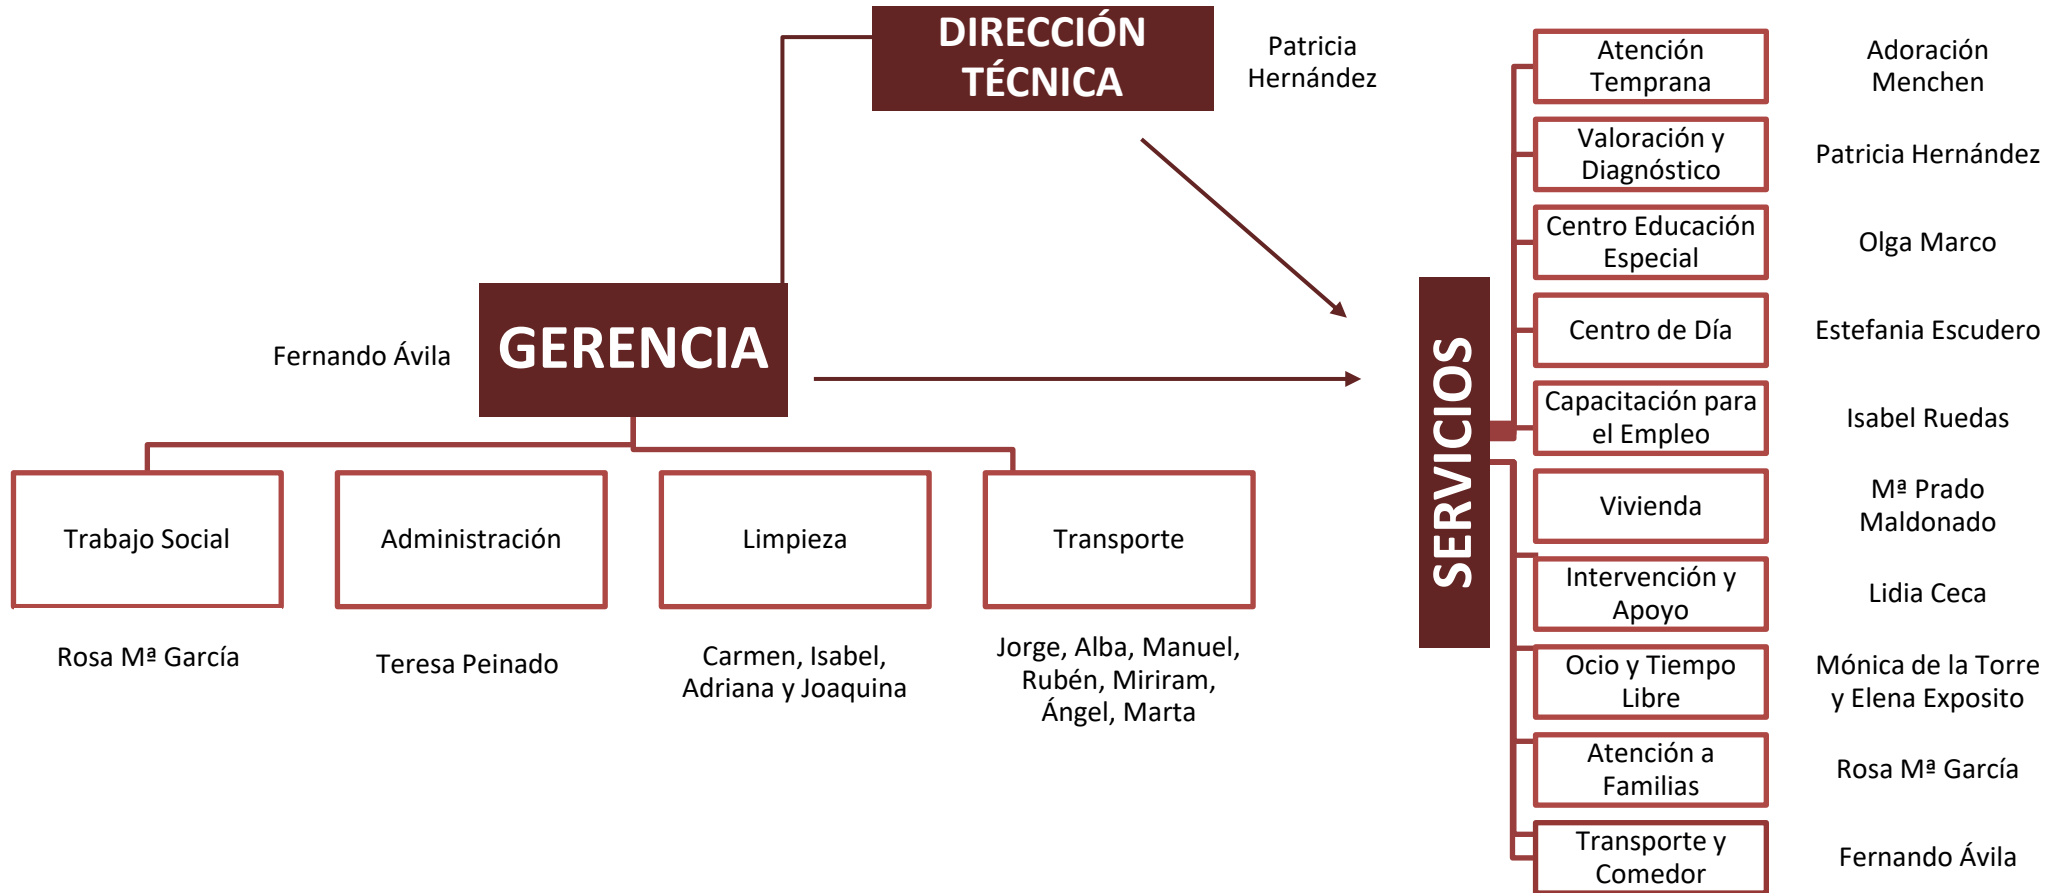 DIRECCIÓN
TÉCNICA
Patricia
Hernández
Fernando Ávila
GERENCIA
Trabajo Social
Rosa Mª García
Administración
Teresa Peinado
Limpieza
Carmen, Isabel,
Adriana y Joaquina
Transporte
Jorge, Alba, Manuel,
Rubén, Miriram,
Ángel, Marta
SERVICIOS
Atención
Temprana
Adoración
Menchen
Valoración y
Diagnóstico
Patricia Hernández
Centro Educación
Especial
Olga Marco
Centro de Día
Estefania Escudero
Capacitación para
el Empleo
Isabel Ruedas
Vivienda
Mª Prado
Maldonado
Intervención y
Apoyo
Lidia Ceca
Ocio y Tiempo
Libre
Mónica de la Torre
y Elena Exposito
Atención a
Familias
Rosa Mª García
Transporte y
Comedor
Fernando Ávila